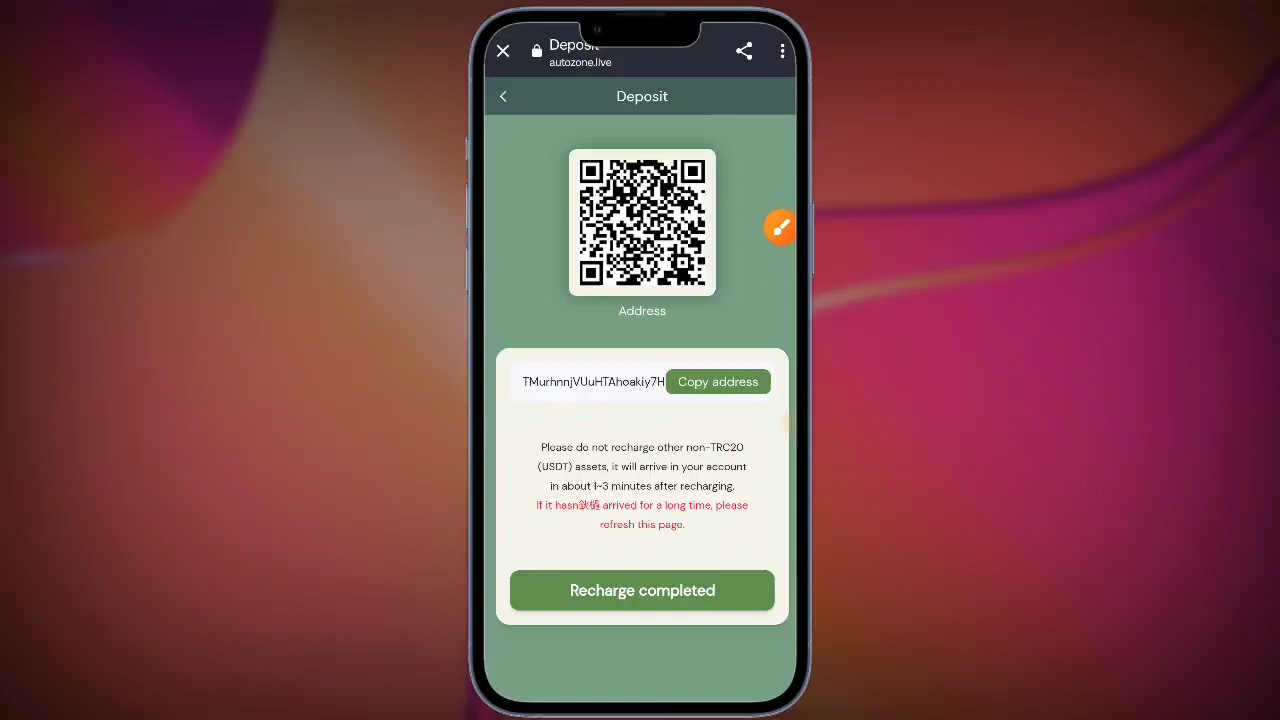 Deposit
autozone.live
Deposit
Address
TMurhnnjVUuHTAhoakiy7H
Copy address
Please do not recharge other non-TRC20
(USDT) assets, it will arrive in your account
in about 1~3 minutes after recharging.
If it hasn鈥檛 arrived for a long time, please
refresh this page.
Recharge completed